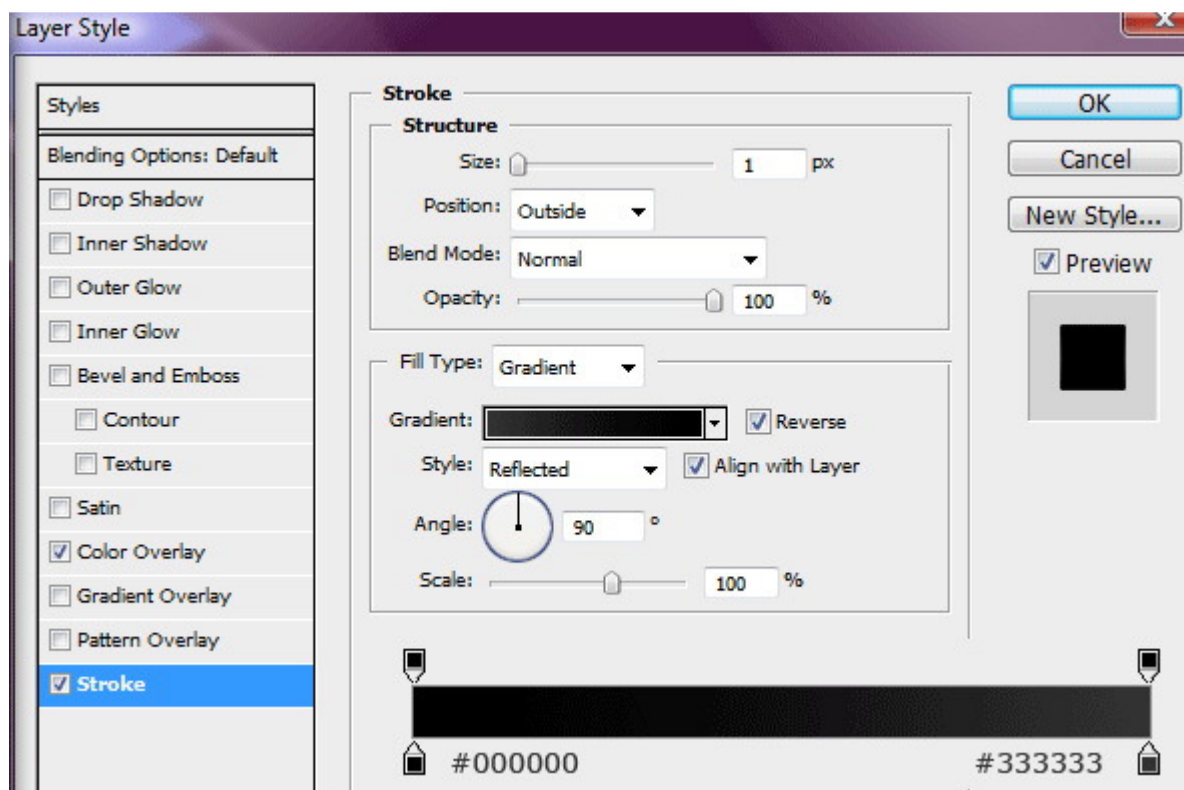 Layer Style
X
Styles
Blending Options: Default
Drop Shadow
Inner Shadow
Outer Glow
Inner Glow
Bevel and Emboss
Contour
Texture
Satin
Color Overlay
Gradient Overlay
Pattern Overlay
Stroke
Stroke
Structure
Size: 1 px
Position: Outside
Blend Mode: Normal
Opacity: 100 %
Fill Type: Gradient
Gradient: Reverse
Style: Reflected Align with Layer
Angle: 90 °
Scale: 100 %
#000000 #333333
OK
Cancel
New Style...
Preview